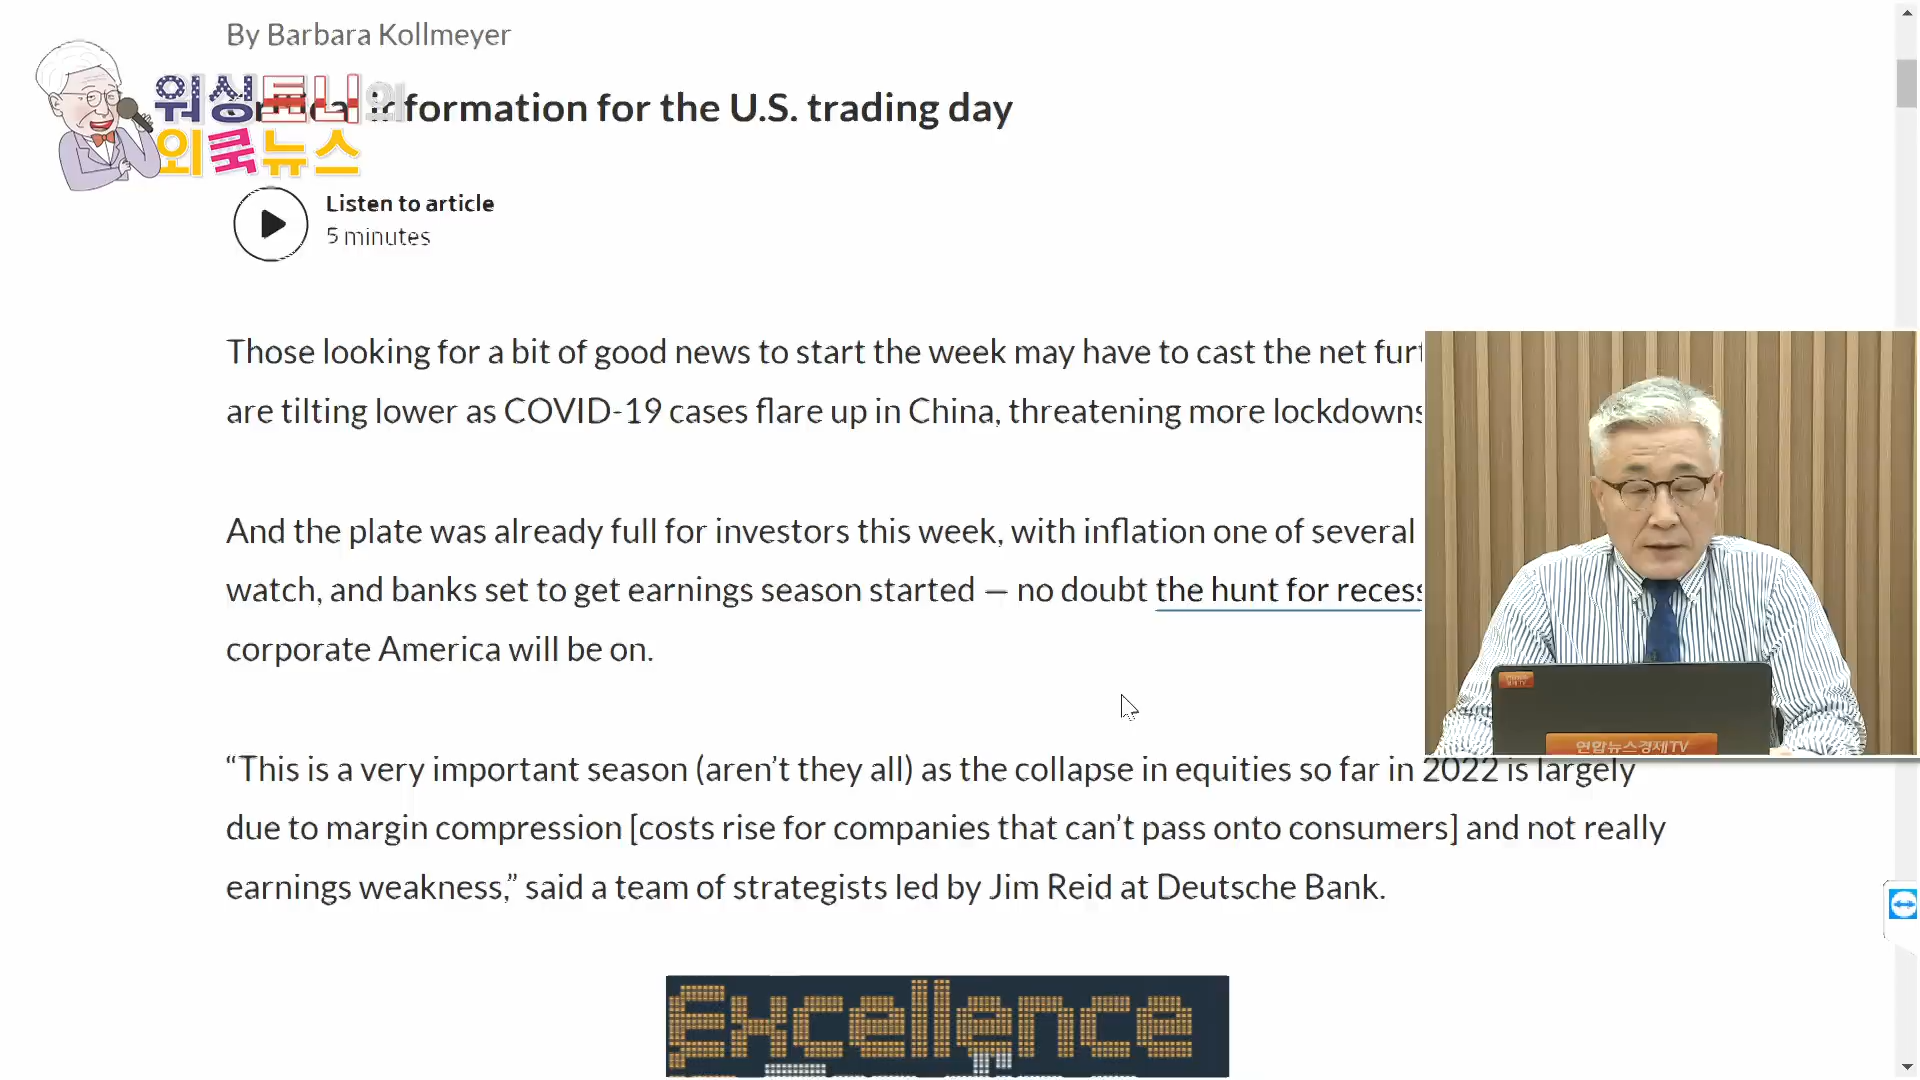 By Barbara Kollmeyer
워싱토니의
외쿡뉴스
formation for the U.S. trading day
Listen to article
5 minutes
Those looking for a bit of good news to start the week may have to cast the net
are tilting lower as COVID-19 cases flare up in China, threatening more lockdowns
And the plate was already full for investors this week, with inflation one of several
watch, and banks set to get earnings season started — no doubt the hunt for recess
corporate America will be on.
“This is a very important season (aren’t they all) as the collapse in equities so far in 2022 is largely
due to margin compression [costs rise for companies that can’t pass onto consumers] and not really
earnings weakness,” said a team of strategists led by Jim Reid at Deutsche Bank.
연합뉴스경제TV
Excellence